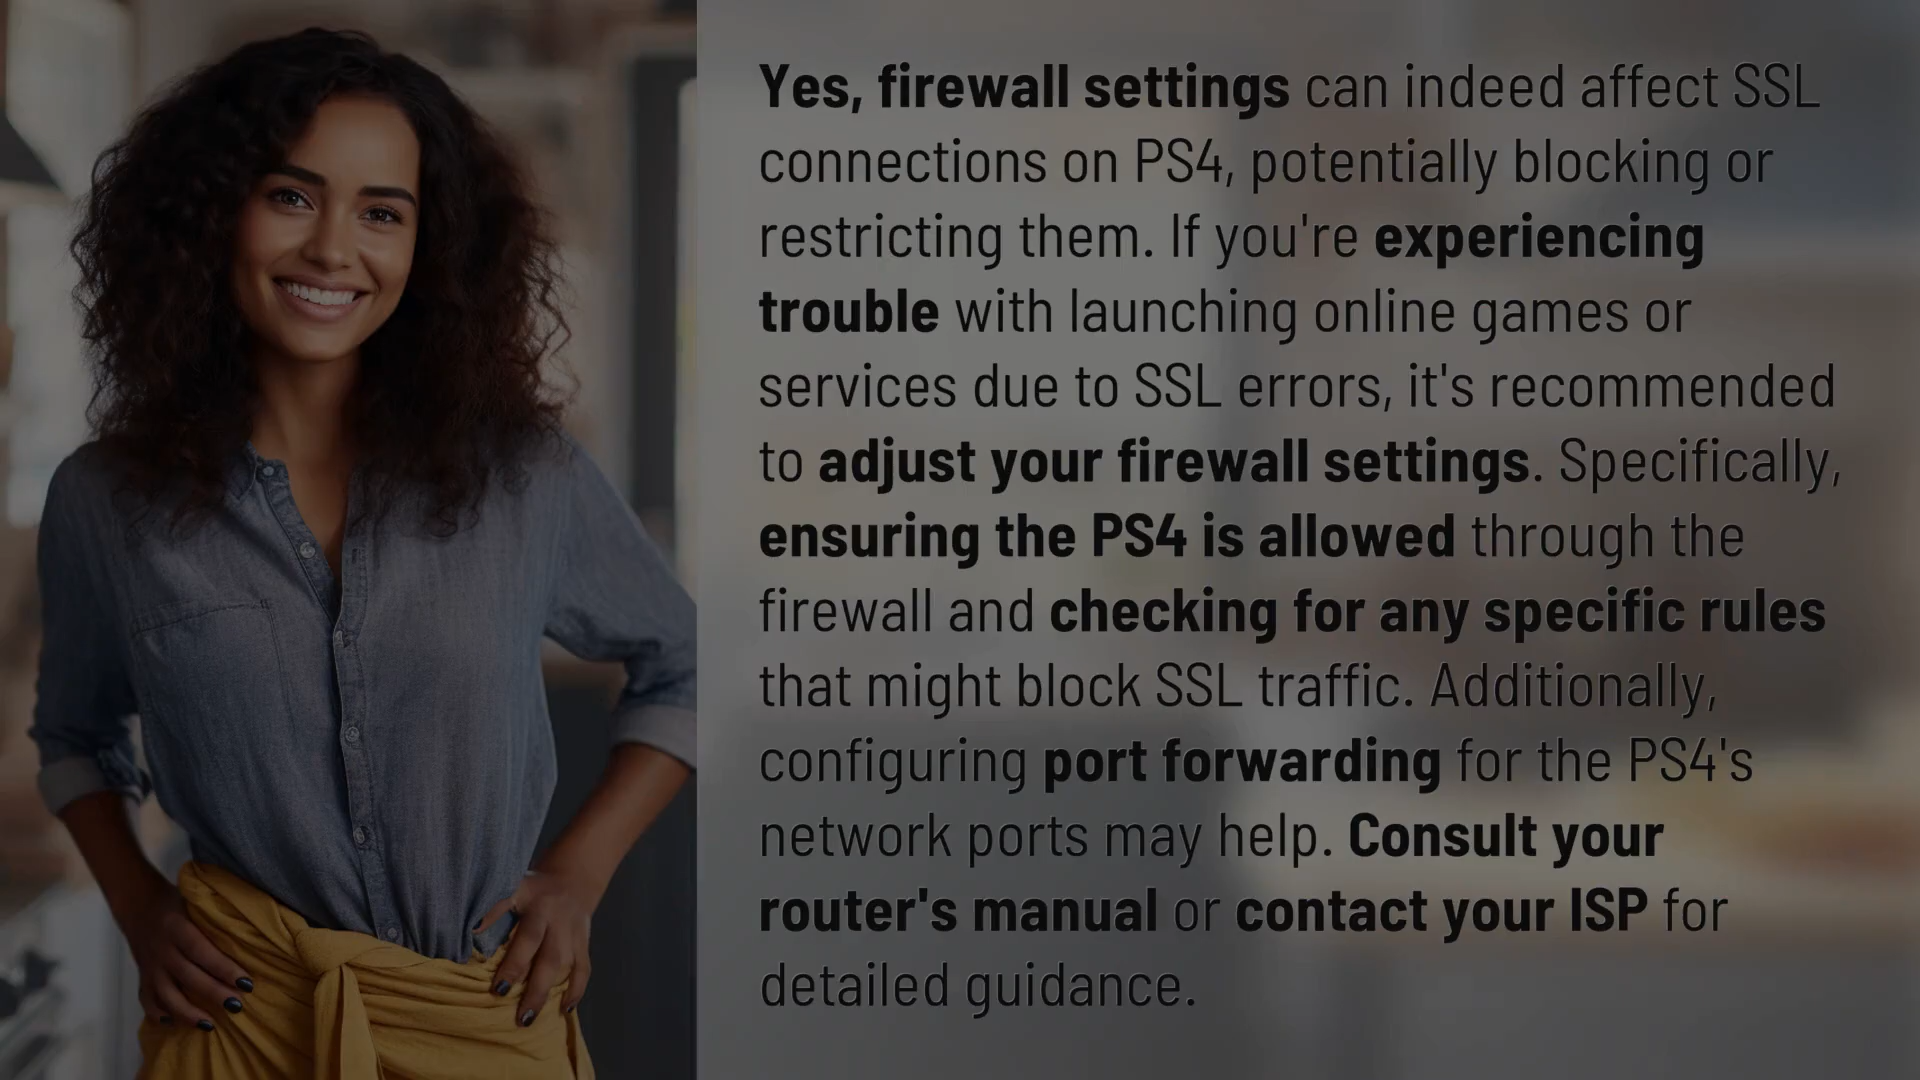 Yes, firewall settings can indeed affect SSL
connections on PS4, potentially blocking or
restricting them. If you're experiencing
trouble with launching online games or
services due to SSL errors, it's recommended
to adjust your firewall settings. Specifically,
ensuring the PS4 is allowed through the
firewall and checking for any specific rules
that might block SSL traffic. Additionally,
configuring port forwarding for the PS4's
network ports may help. Consult your
router's manual or contact your ISP for
detailed guidance.